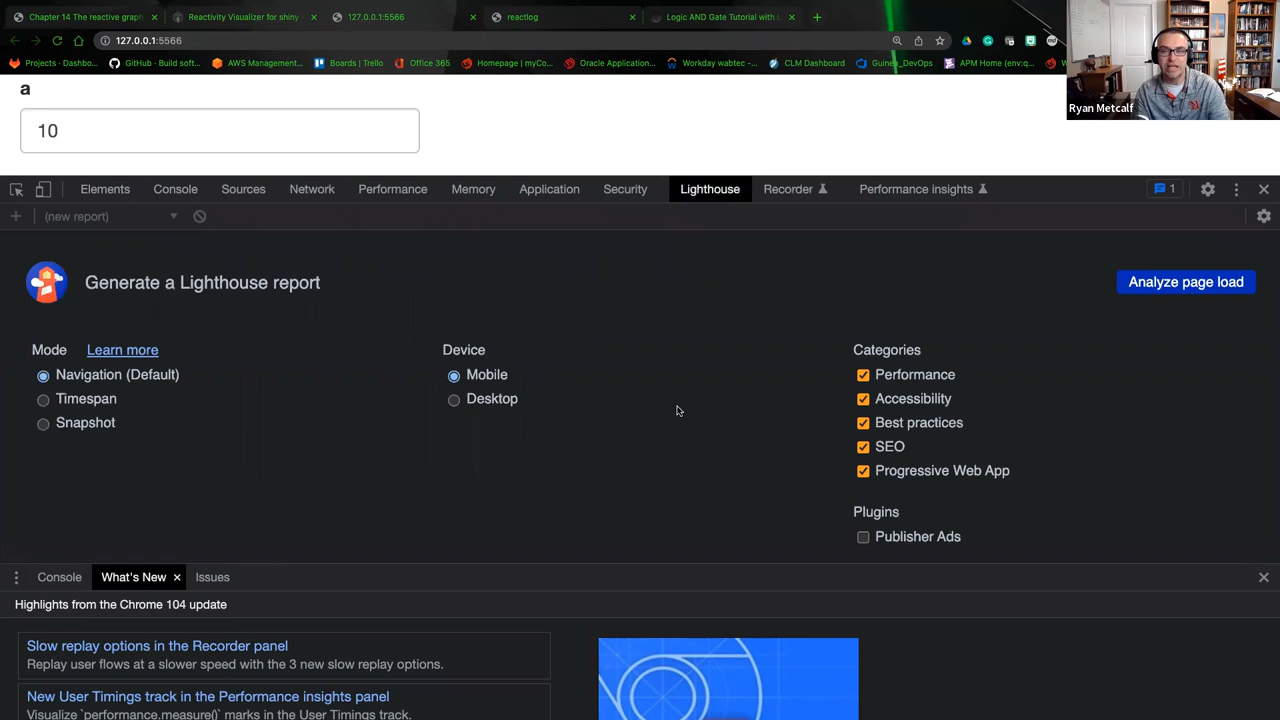 Chapter 14 The reactive graph
Reactivity Visualizer for shiny
127.0.0.1:5566
reactlog
Logic AND Gate Tutorial with L
127.0.0.1:5566
Projects · Dashbo...
GitHub · Build soft...
AWS Management...
Boards | Trello
Office 365
Homepage | myCo...
Oracle Application...
Workday wabtec -...
CLM Dashboard
Guinea_DevOps
APM Home (env:q...
Ryan Metcalf
a
10
Elements
Console
Sources
Network
Performance
Memory
Application
Security
Lighthouse
Recorder
Performance insights
1
(new report)
Generate a Lighthouse report
Analyze page load
Mode
Learn more
Device
Categories
Navigation (Default)
Mobile
Performance
Timespan
Desktop
Accessibility
Snapshot
Best practices
SEO
Progressive Web App
Plugins
Publisher Ads
Console
What's New
Issues
Highlights from the Chrome 104 update
Slow replay options in the Recorder panel
Replay user flows at a slower speed with the 3 new slow replay options.
New User Timings track in the Performance insights panel
Visualize `performance.measure()` marks in the User Timings track.